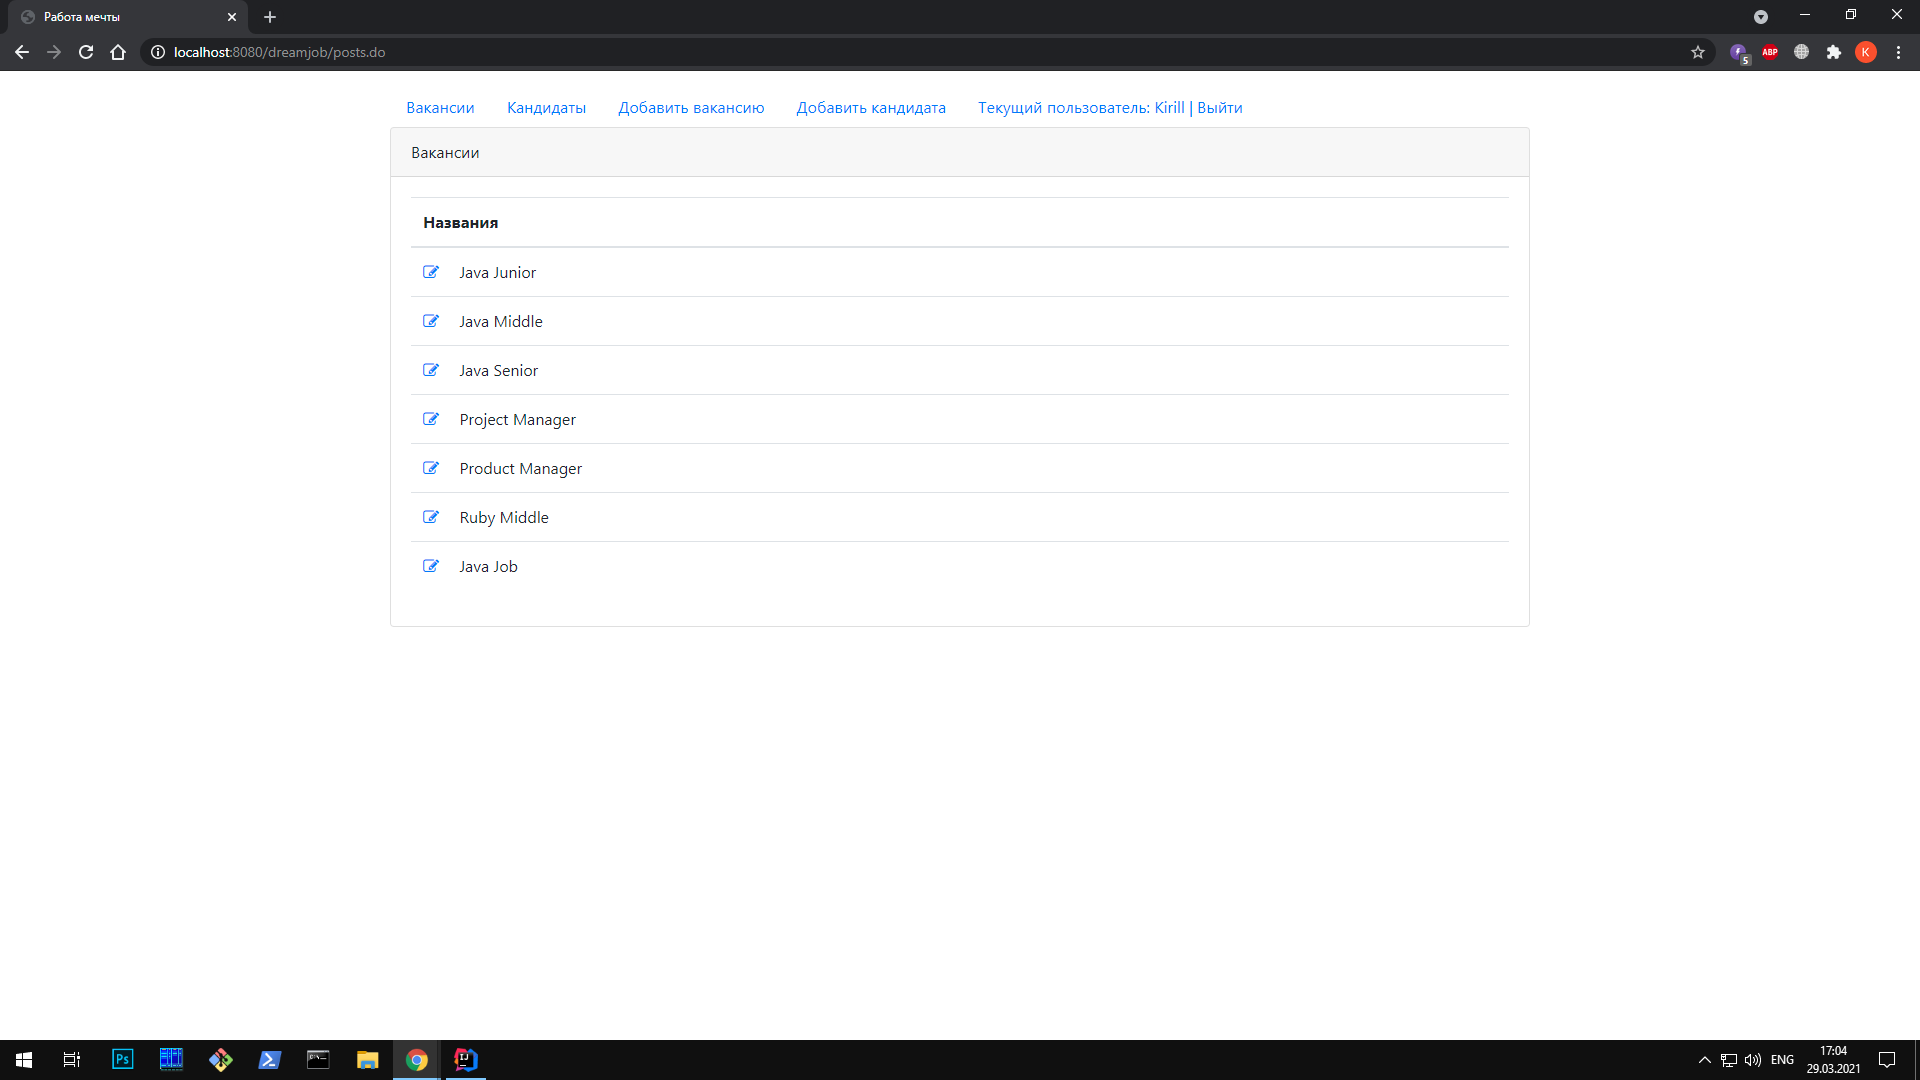 Работа мечты
localhost:8080/dreamjob/posts.do
5
ABP
K
Вакансии Кандидаты Добавить вакансию Добавить кандидата Текущий пользователь: Kirill | Выйти
Вакансии
Названия
Java Junior
Java Middle
Java Senior
Project Manager
Product Manager
Ruby Middle
Java Job
Ps
IJ
ENG
17:04
29.03.2021